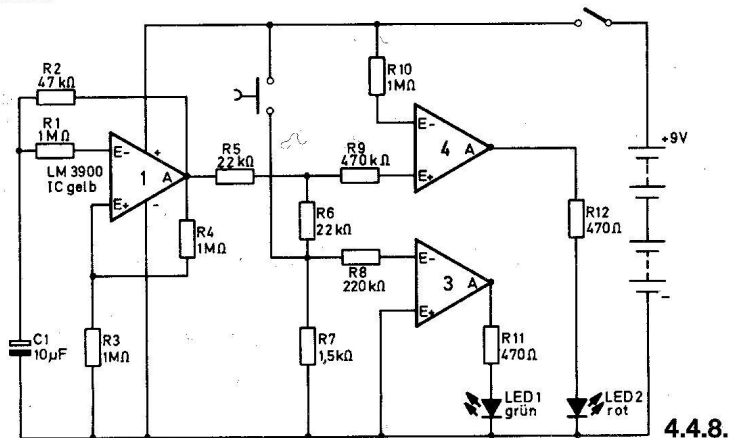 R2
47kΩ
R1
1MΩ
E-
LM 3900
IC gelb
E+
1
+
A
-
R4
1MΩ
R3
1MΩ
C1
10µF
R5
22kΩ
R6
22kΩ
R7
1,5kΩ
R9
470kΩ
R8
220kΩ
R10
1MΩ
E-
4
A
E+
E-
3
A
E+
R11
470Ω
LED1
grün
R12
470Ω
LED2
rot
+9V
-
4.4.8.